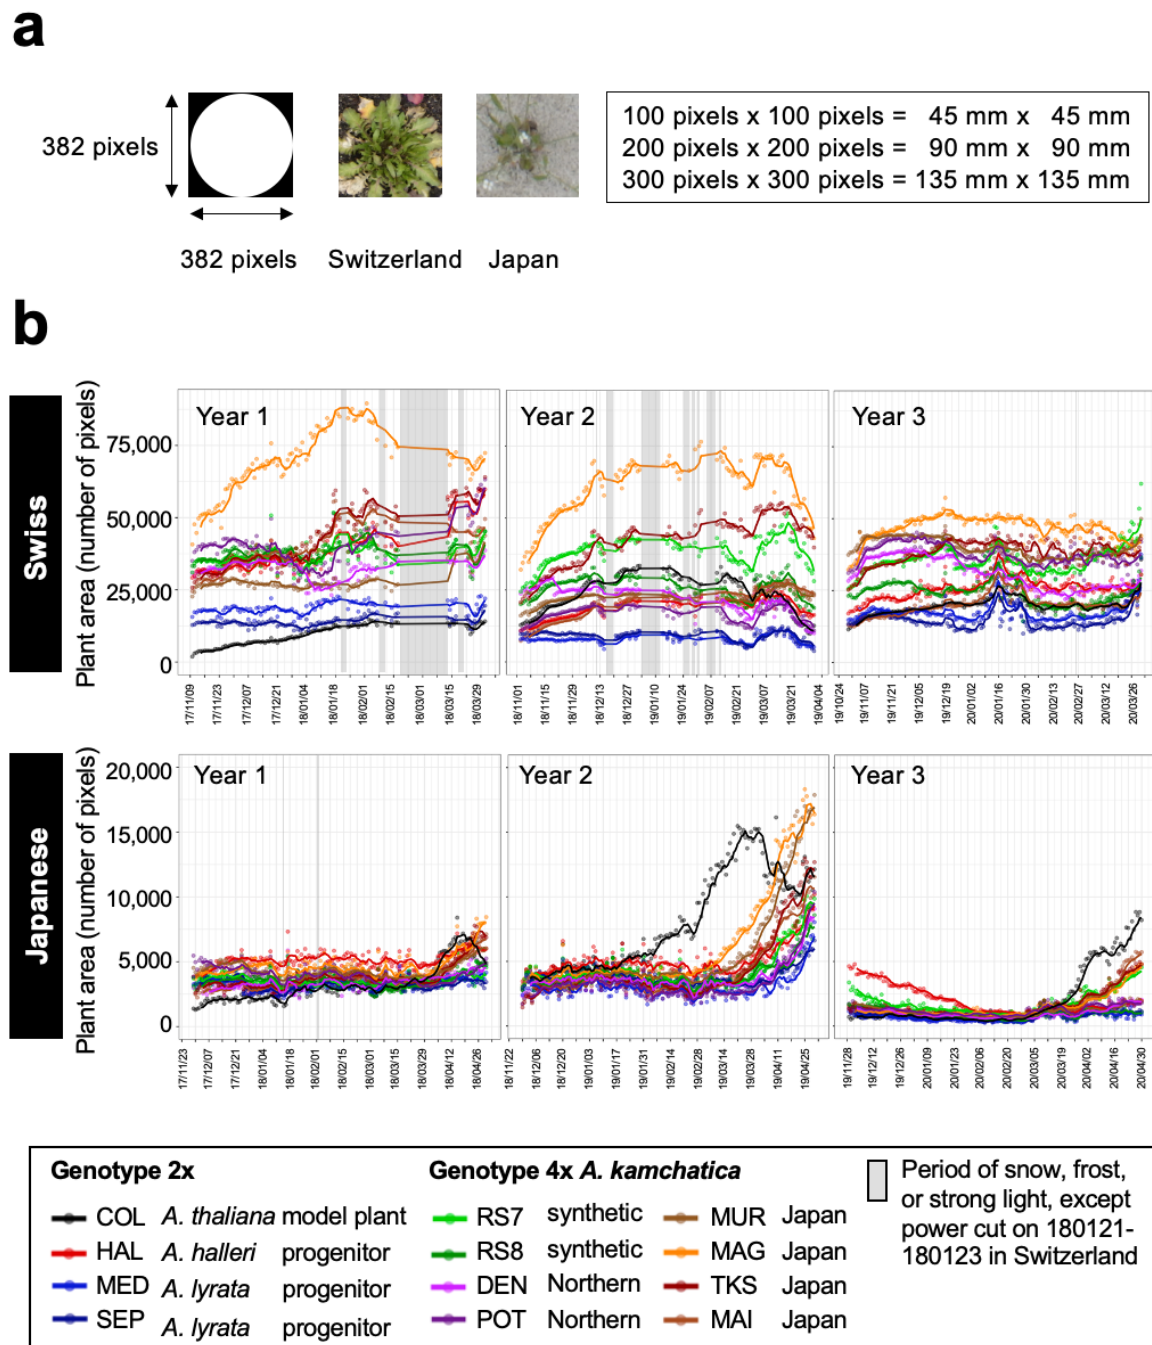 a
382 pixels
382 pixels
Switzerland
Japan
100 pixels x 100 pixels = 45 mm x 45 mm
200 pixels x 200 pixels = 90 mm x 90 mm
300 pixels x 300 pixels = 135 mm x 135 mm
b
Swiss
Plant area (number of pixels)
75,000
50,000
25,000
0
Year 1
Year 2
Year 3
17/11/09
17/11/23
17/12/07
17/12/21
18/01/04
18/01/18
18/02/01
18/02/15
18/03/01
18/03/15
18/03/29
18/11/01
18/11/15
18/11/29
18/12/13
18/12/27
19/01/10
19/01/24
19/02/07
19/02/21
19/03/07
19/03/21
19/04/04
19/10/24
19/11/07
19/11/21
19/12/05
19/12/19
20/01/02
20/01/16
20/01/30
20/02/13
20/02/27
20/03/12
20/03/26
Japanese
Plant area (number of pixels)
20,000
15,000
10,000
5,000
0
Year 1
Year 2
Year 3
17/11/23
17/12/07
17/12/21
18/01/04
18/01/18
18/02/01
18/02/15
18/03/01
18/03/15
18/03/29
18/04/12
18/04/26
18/11/22
18/12/06
18/12/20
19/01/03
19/01/17
19/01/31
19/02/14
19/02/28
19/03/14
19/03/28
19/04/11
19/04/25
19/11/28
19/12/12
19/12/26
20/01/09
20/01/23
20/02/06
20/02/20
20/03/05
20/03/19
20/04/02
20/04/16
20/04/30
Genotype 2x
COL A. thaliana model plant
HAL A. halleri progenitor
MED A. lyrata progenitor
SEP A. lyrata progenitor
Genotype 4x A. kamchatica
RS7 synthetic
RS8 synthetic
DEN Northern
POT Northern
MUR Japan
MAG Japan
TKS Japan
MAI Japan
Period of snow, frost,
or strong light, except
power cut on 180121-
180123 in Switzerland